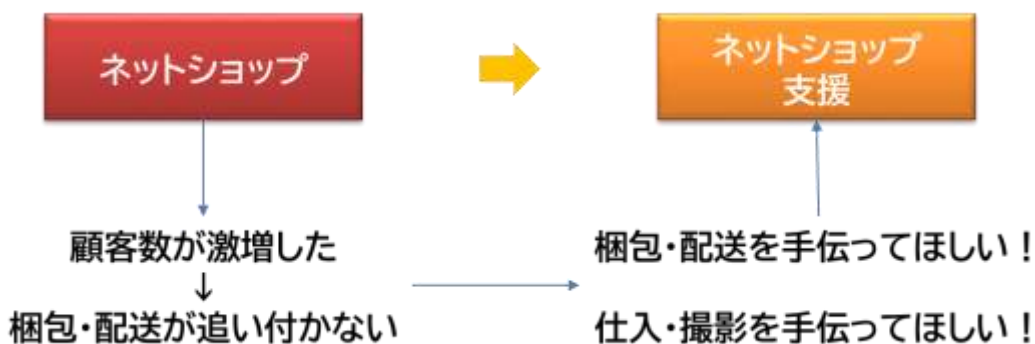 ネットショップ
ネットショップ
支援
顧客数が激増した
↓
梱包・配送が追い付かない
梱包・配送を手伝ってほしい！
仕入・撮影を手伝ってほしい！